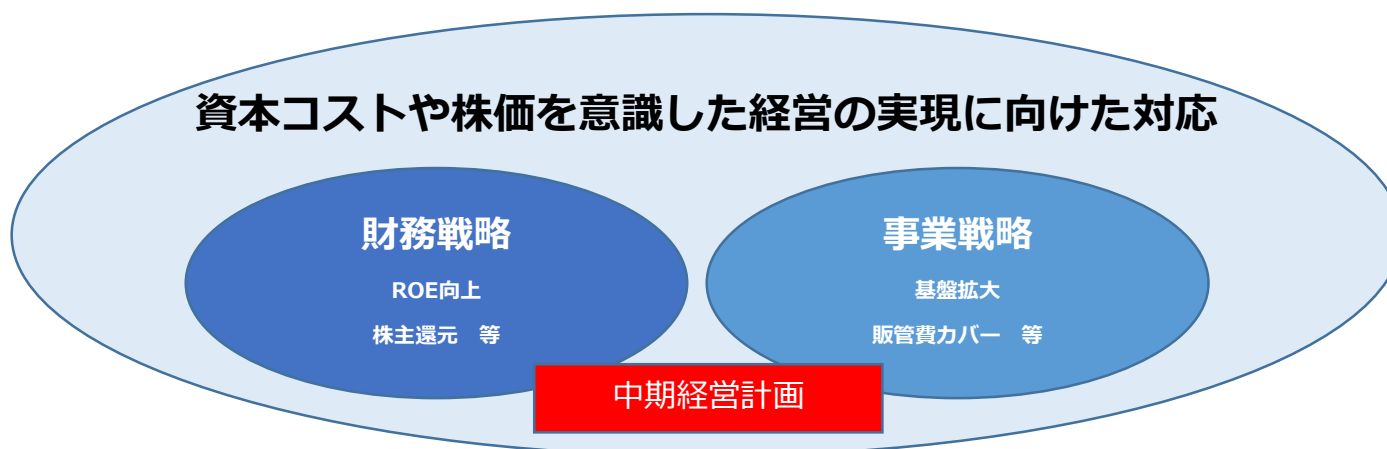 資本コストや株価を意識した経営の実現に向けた対応
財務戦略
ROE向上
株主還元　等
事業戦略
基盤拡大
販管費カバー　等
中期経営計画